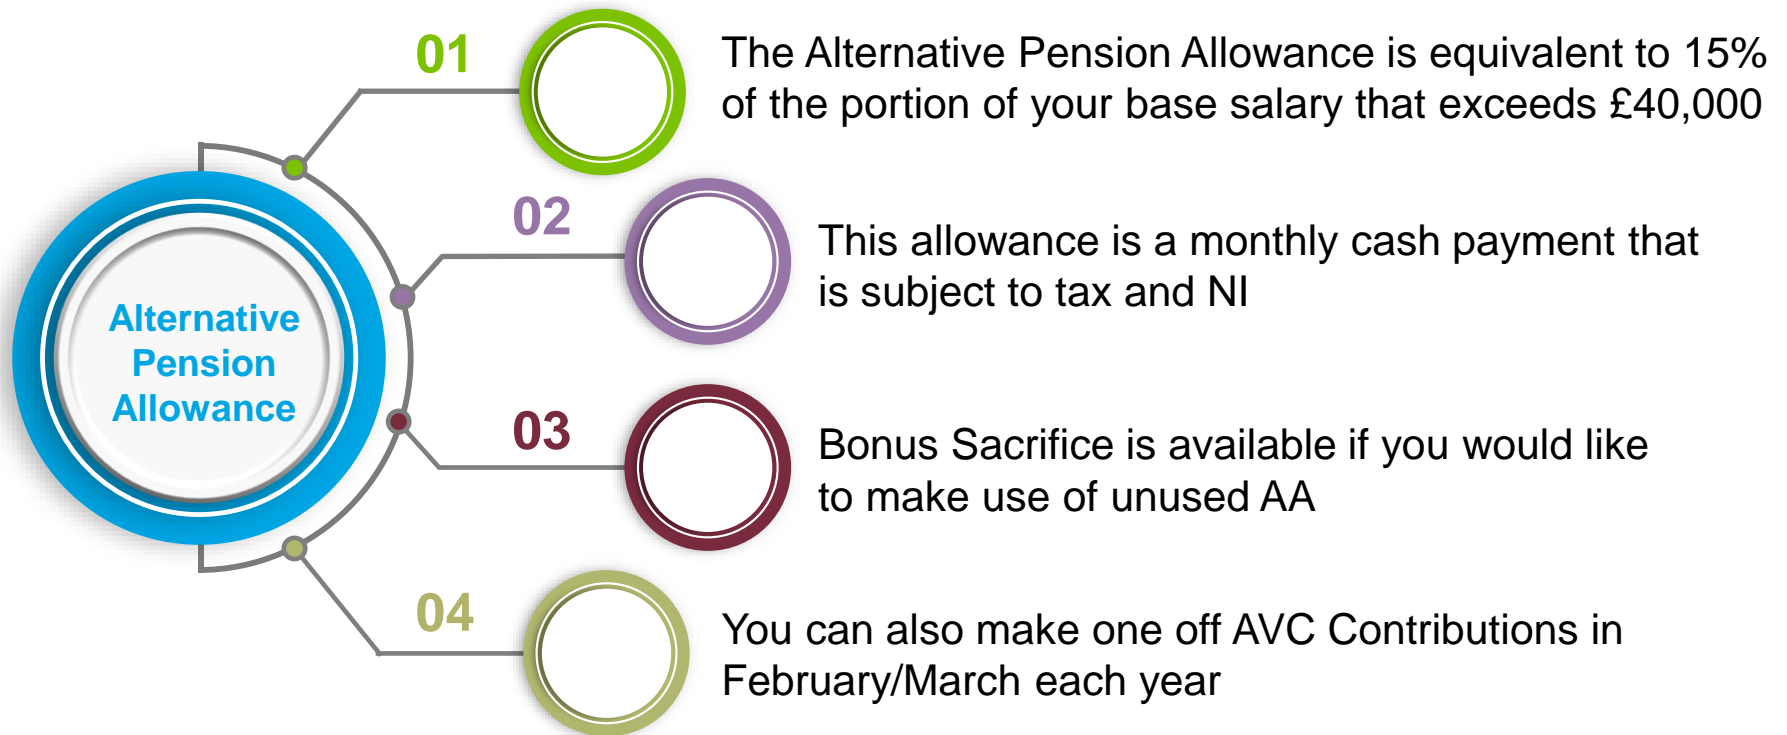 Alternative
Pension
Allowance
01
The Alternative Pension Allowance is equivalent to 15%
of the portion of your base salary that exceeds £40,000
02
This allowance is a monthly cash payment that
is subject to tax and NI
03
Bonus Sacrifice is available if you would like
to make use of unused AA
04
You can also make one off AVC Contributions in
February/March each year